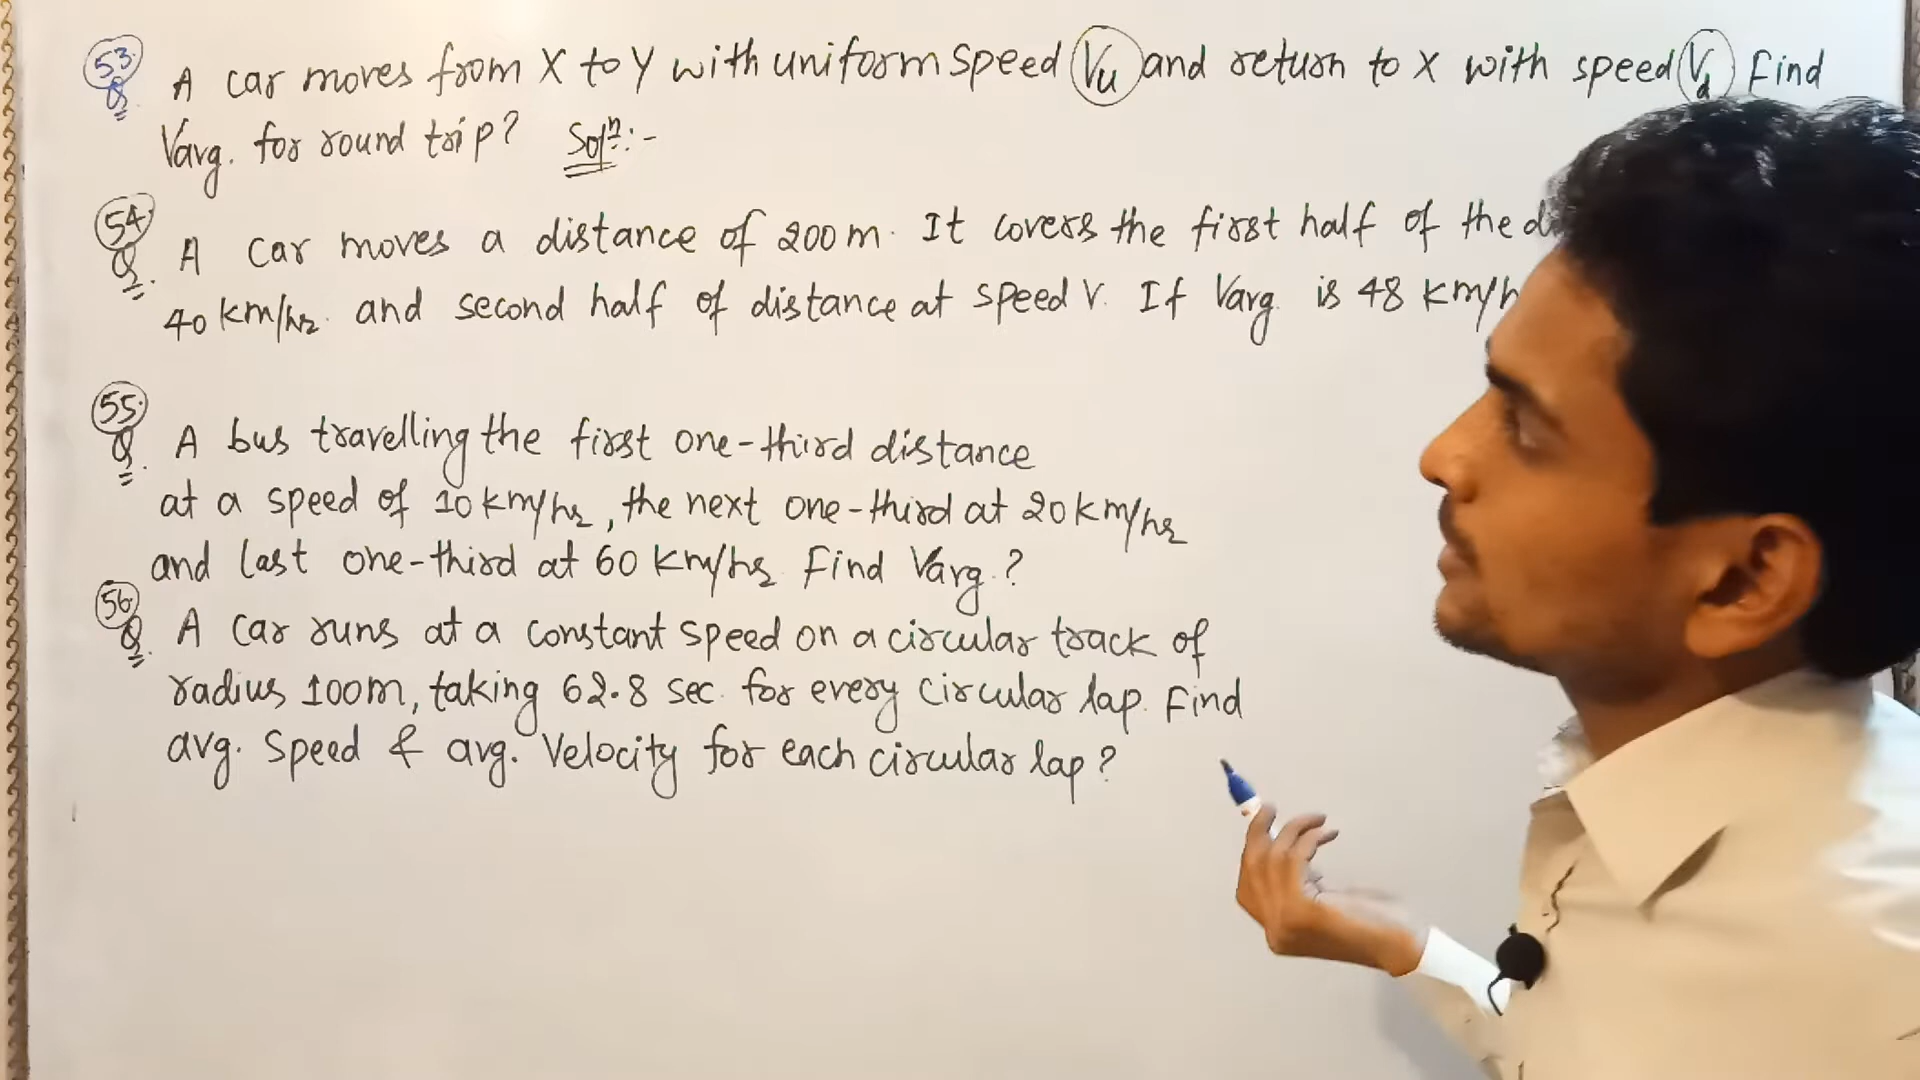 53. Q. A car moves from X to Y with uniform speed Vu and return to X with speed Vd Find
Varg. for round trip? Solⁿ:-
54. Q. A car moves a distance of 200 m. It covers the first half of the
40 km/hr. and second half of distance at speed V. If Varg. is 48 km/h
55. Q. A bus travelling the first one-third distance
at a speed of 10 km/hr, the next one-third at 20 km/hr
and last one-third at 60 km/hr Find Varg.?
56. Q. A car runs at a constant speed on a circular track of
radius 100m, taking 62.8 sec. for every circular lap. Find
avg. speed & avg. Velocity for each circular lap?